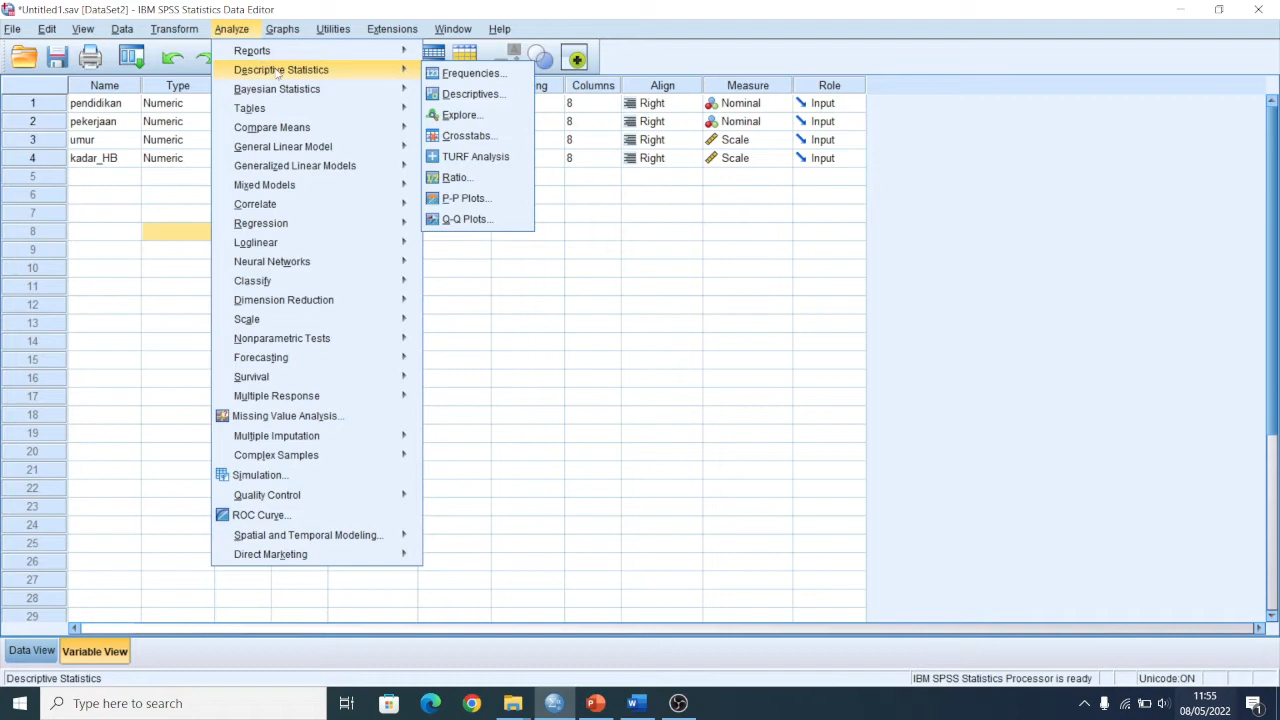 *Untitled1.sav [DataSet2] - IBM SPSS Statistics Data Editor
File Edit View Data Transform Analyze Graphs Utilities Extensions Window Help
Name Type Columns Align Measure Role
1 pendidikan Numeric 8 Right Nominal Input
2 pekerjaan Numeric 8 Right Nominal Input
3 umur Numeric 8 Right Scale Input
4 kadar_HB Numeric 8 Right Scale Input
5
6
7
8
9
10
11
12
13
14
15
16
17
18
19
20
21
22
23
24
25
26
27
28
29
Reports
Descriptive Statistics
Bayesian Statistics
Tables
Compare Means
General Linear Model
Generalized Linear Models
Mixed Models
Correlate
Regression
Loglinear
Neural Networks
Classify
Dimension Reduction
Scale
Nonparametric Tests
Forecasting
Survival
Multiple Response
Missing Value Analysis...
Multiple Imputation
Complex Samples
Simulation...
Quality Control
ROC Curve...
Spatial and Temporal Modeling...
Direct Marketing
Frequencies...
Descriptives...
Explore...
Crosstabs...
TURF Analysis
Ratio...
P-P Plots...
Q-Q Plots...
Data View Variable View
Descriptive Statistics IBM SPSS Statistics Processor is ready Unicode:ON
Type here to search
11:55
08/05/2022